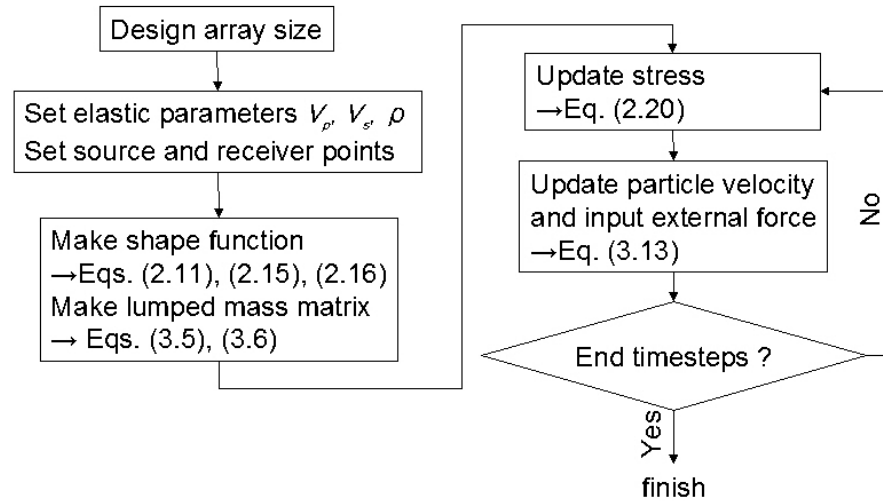 Design array size
Set elastic parameters Vp, Vs, ρ
Set source and receiver points
Make shape function
→Eqs. (2.11), (2.15), (2.16)
Make lumped mass matrix
→ Eqs. (3.5), (3.6)
Update stress
→Eq. (2.20)
Update particle velocity
and input external force
→Eq. (3.13)
End timesteps ?
No
Yes
finish